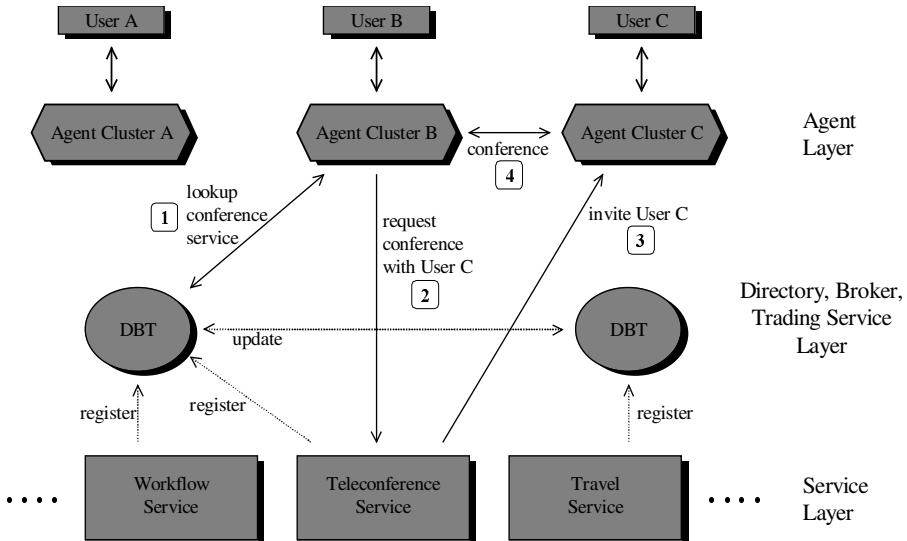 User A
User B
User C
Agent Cluster A
Agent Cluster B
Agent Cluster C
Agent
Layer
conference
4
1
lookup
conference
service
request
conference
with User C
2
invite User C
3
DBT
update
DBT
Directory, Broker,
Trading Service
Layer
register
register
register
Workflow
Service
Teleconference
Service
Travel
Service
Service
Layer